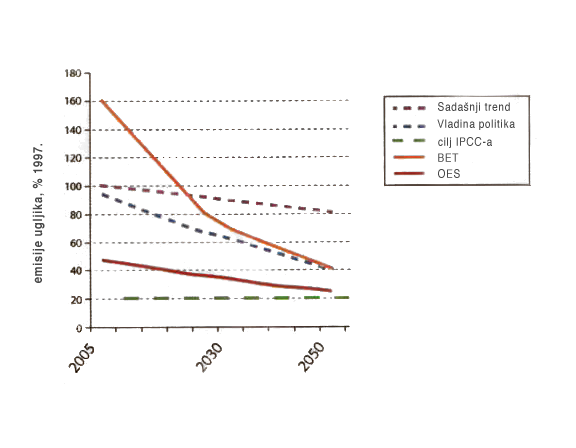 emisije ugljika, % 1997.
180
160
140
120
100
80
60
40
20
0
2005
2030
2050
Sadašnji trend
Vladina politika
cilj IPCC-a
BET
OES